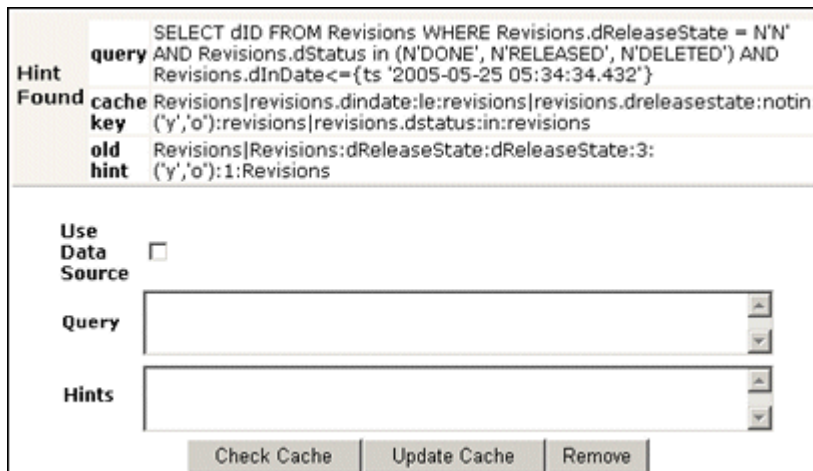 Hint Found
query
SELECT dID FROM Revisions WHERE Revisions.dReleaseState = N'N'
AND Revisions.dStatus in (N'DONE', N'RELEASED', N'DELETED') AND
Revisions.dInDate<={ts '2005-05-25 05:34:34.432'}
cache key
Revisions|revisions.dindate:le:revisions|revisions.dreleasestate:notin
('y','o'):revisions|revisions.dstatus:in:revisions
old hint
Revisions|Revisions:dReleaseState:dReleaseState:3:
('y','o'):1:Revisions
Use
Data
Source
Query
Hints
Check Cache
Update Cache
Remove